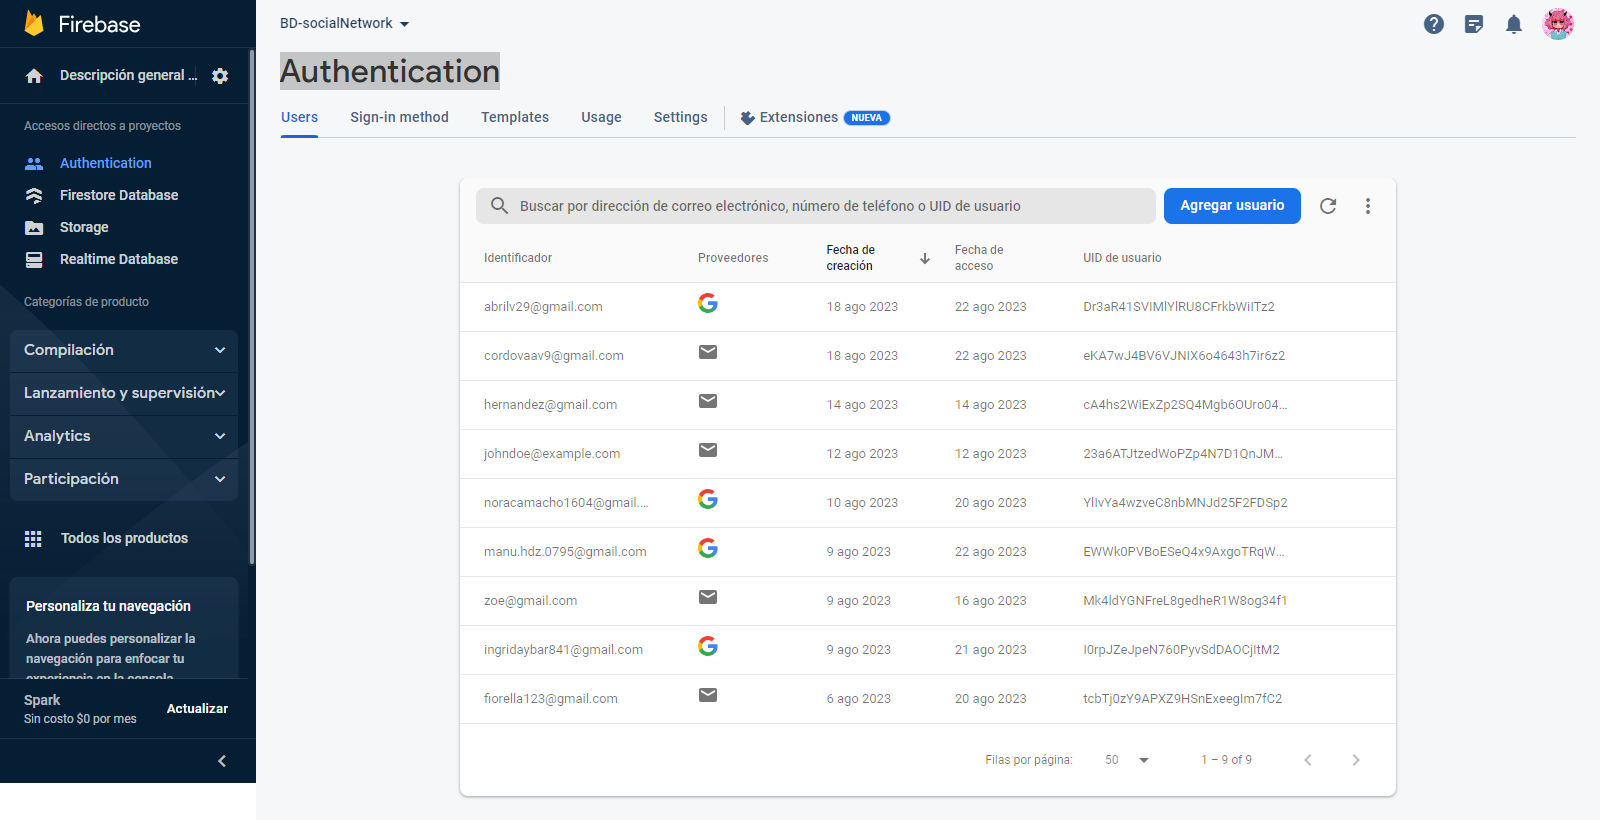 Firebase
Descripción general ...
Accesos directos a proyectos
Authentication
Firestore Database
Storage
Realtime Database
Categorías de producto
Compilación
Lanzamiento y supervisión
Analytics
Participación
Todos los productos
Personaliza tu navegación
Ahora puedes personalizar la
navegación para enfocar tu
experiencia en la consola
Spark
Sin costo $0 por mes
Actualizar
BD-socialNetwork
Authentication
Users Sign-in method Templates Usage Settings Extensiones NUEVA
Buscar por dirección de correo electrónico, número de teléfono o UID de usuario
Agregar usuario
Identificador Proveedores Fecha de creación Fecha de acceso UID de usuario
abrilv29@gmail.com 18 ago 2023 22 ago 2023 Dr3aR41SVIMlYlRU8CFrkbWiITz2
cordovaav9@gmail.com 18 ago 2023 22 ago 2023 eKA7wJ4BV6VJNIX6o4643h7ir6z2
hernandez@gmail.com 14 ago 2023 14 ago 2023 cA4hs2WiExZp2SQ4Mgb6OUro04...
johndoe@example.com 12 ago 2023 12 ago 2023 23a6ATJtzedWoPZp4N7D1QnJM...
noracamacho1604@gmail.... 10 ago 2023 20 ago 2023 YlIvYa4wzveC8nbMNJd25F2FDSp2
manu.hdz.0795@gmail.com 9 ago 2023 22 ago 2023 EWWk0PVBoESeQ4x9AxgoTRqW...
zoe@gmail.com 9 ago 2023 16 ago 2023 Mk4ldYGNFreL8gedheR1W8og34f1
ingridaybar841@gmail.com 9 ago 2023 21 ago 2023 I0rpJZeJpeN760PyvSdDAOCjItM2
fiorella123@gmail.com 6 ago 2023 20 ago 2023 tcbTj0zY9APXZ9HSnExeegIm7fC2
Filas por página: 50 1 – 9 of 9